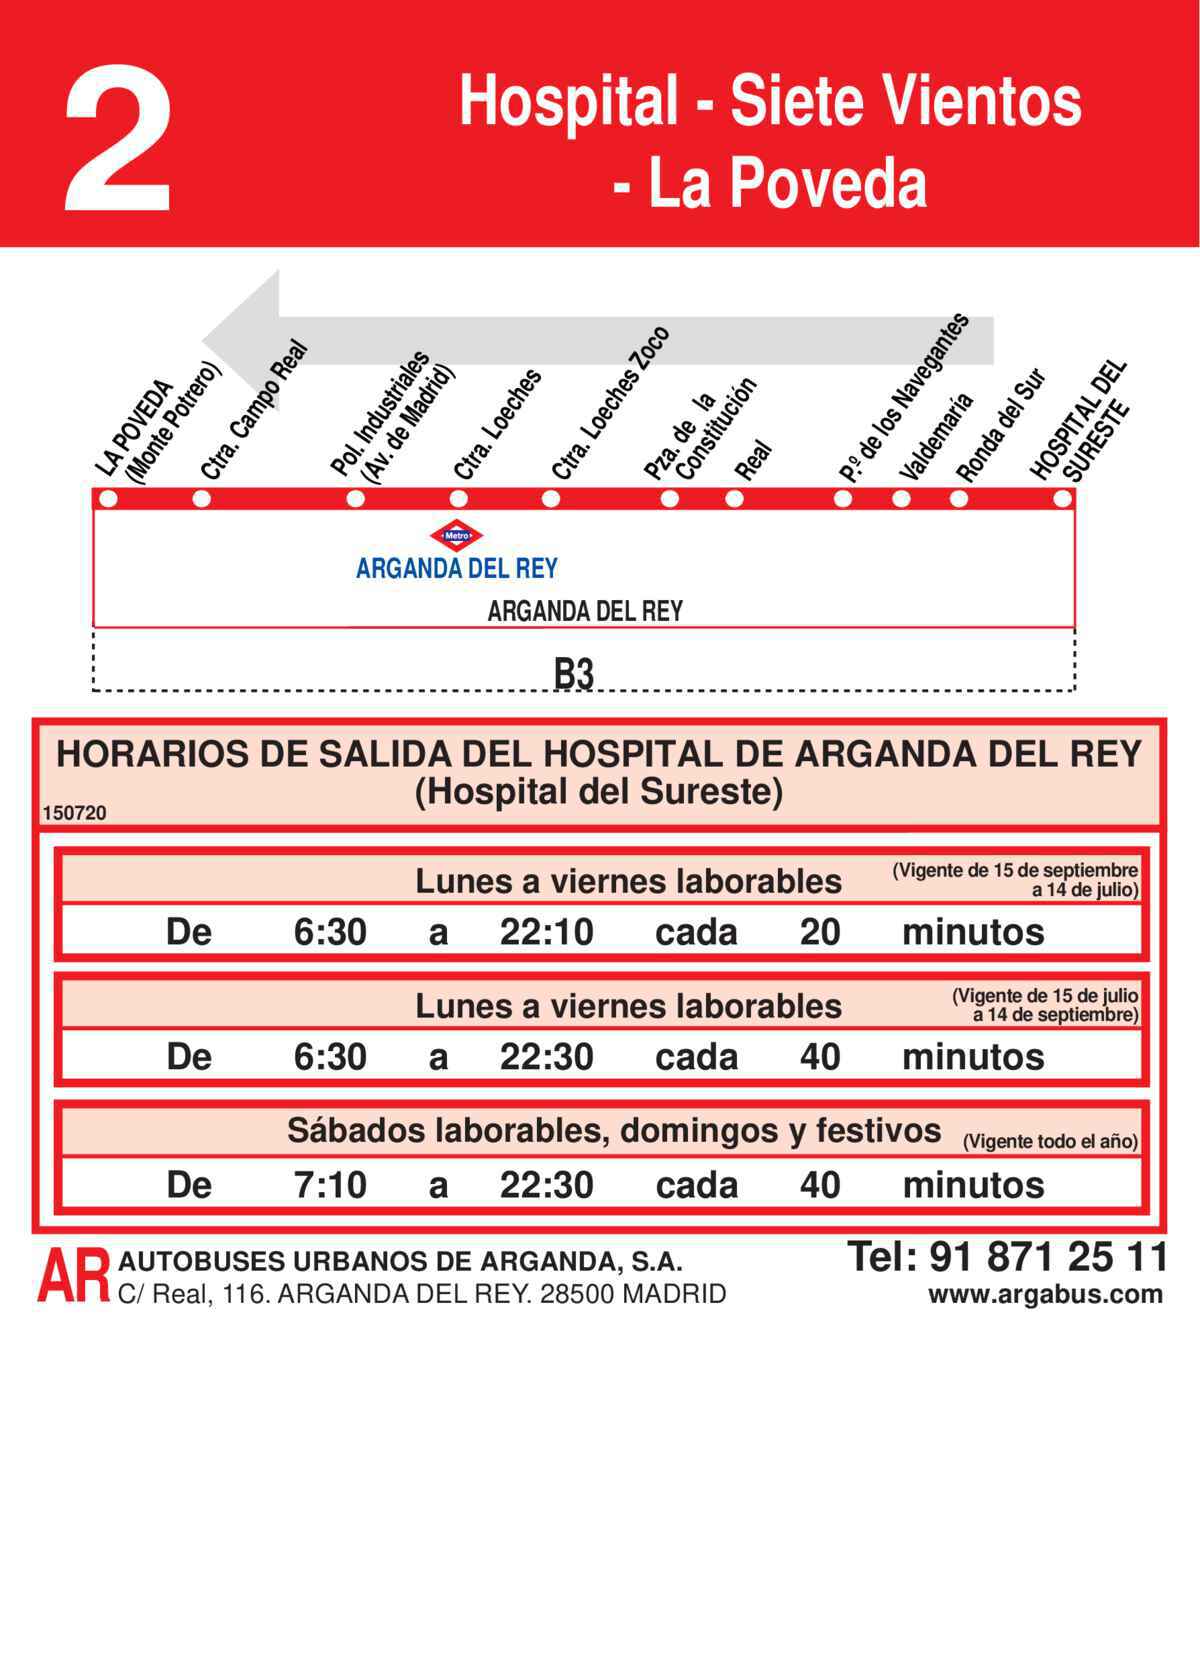 2
Hospital - Siete Vientos
- La Poveda
LA POVEDA
(Monte Potrero)
Ctra. Campo Real
Pol. Industriales
(Av. de Madrid)
Ctra. Loeches
Ctra. Loeches Zoco
Pza. de la
Constitución
Real
P.º de los Navegantes
Valdemaría
Ronda del Sur
HOSPITAL DEL
SURESTE
Metro
ARGANDA DEL REY
ARGANDA DEL REY
B3
HORARIOS DE SALIDA DEL HOSPITAL DE ARGANDA DEL REY
(Hospital del Sureste)
150720
Lunes a viernes laborables (Vigente de 15 de septiembre
a 14 de julio)
De 6:30 a 22:10 cada 20 minutos
Lunes a viernes laborables (Vigente de 15 de julio
a 14 de septiembre)
De 6:30 a 22:30 cada 40 minutos
Sábados laborables, domingos y festivos (Vigente todo el año)
De 7:10 a 22:30 cada 40 minutos
AR AUTOBUSES URBANOS DE ARGANDA, S.A.
C/ Real, 116. ARGANDA DEL REY. 28500 MADRID
Tel: 91 871 25 11
www.argabus.com